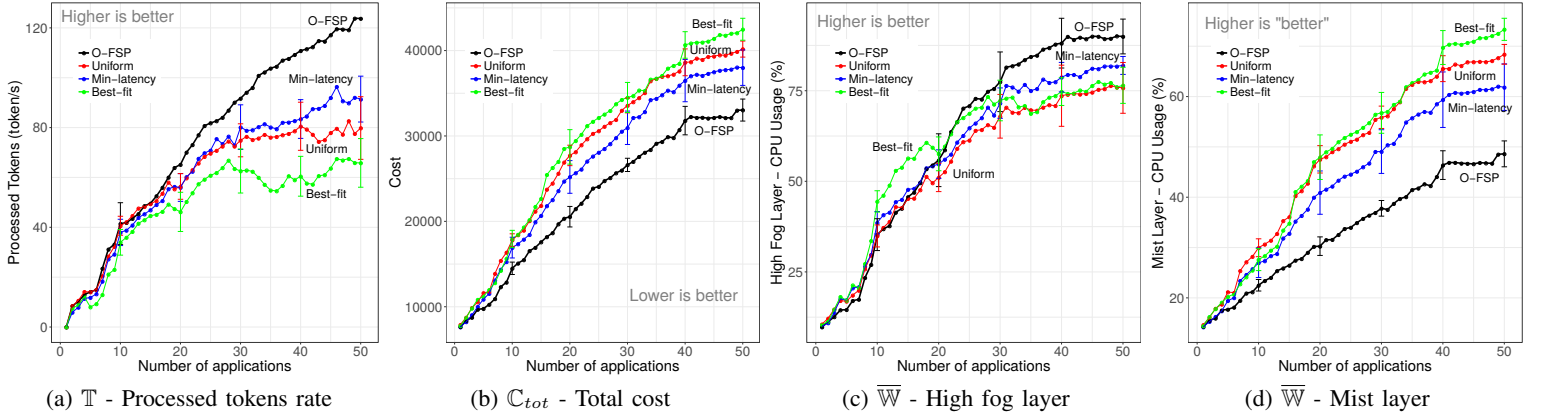 Higher is better
O−FSP
O−FSP
Uniform
Min−latency
Best−fit
Min−latency
Uniform
Best−fit
Processed Tokens (token/s)
120
80
40
0
0 10 20 30 40 50
Number of applications
(a) 𝕋 - Processed tokens rate
Best−fit
Uniform
O−FSP
Uniform
Min−latency
Best−fit
Min−latency
O−FSP
Lower is better
Cost
40000
30000
20000
10000
0 10 20 30 40 50
Number of applications
(b) ℂtot - Total cost
Higher is better
O−FSP
O−FSP
Uniform
Min−latency
Best−fit
Min−latency
Best−fit
Uniform
High Fog Layer − CPU Usage (%)
75
50
25
0 10 20 30 40 50
Number of applications
(c) 𝕎̅ - High fog layer
Higher is "better"
Best−fit
O−FSP
Uniform
Min−latency
Best−fit
Uniform
Min−latency
O−FSP
Mist Layer − CPU Usage (%)
60
40
20
0 10 20 30 40 50
Number of applications
(d) 𝕎̅ - Mist layer